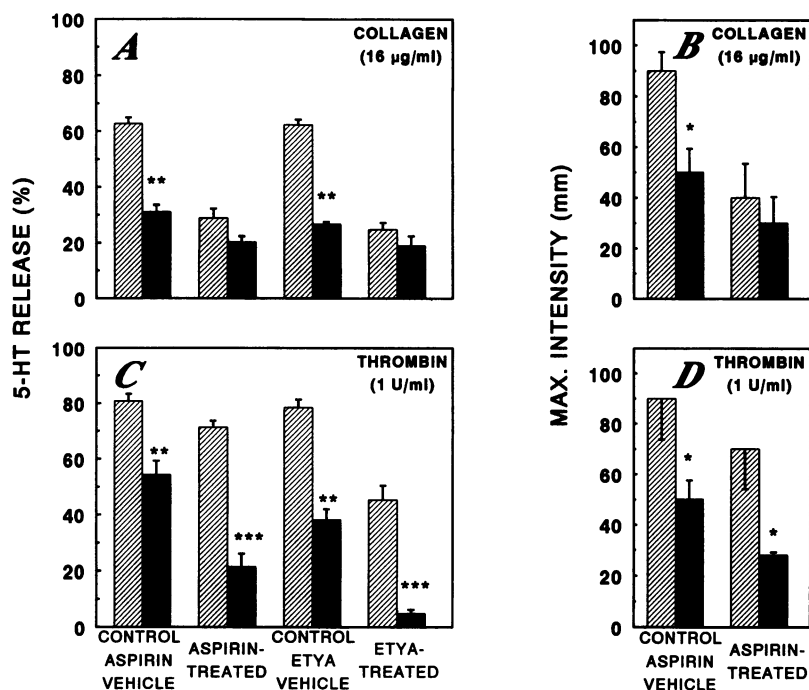 A
COLLAGEN
(16 µg/ml)
100
80
60
40
20
0
**
**
B
COLLAGEN
(16 µg/ml)
100
80
60
40
20
0
*
5-HT RELEASE (%)
MAX. INTENSITY (mm)
C
THROMBIN
(1 U/ml)
80
60
40
20
0
**
***
**
***
D
THROMBIN
(1 U/ml)
100
80
60
40
20
0
*
*
CONTROL
ASPIRIN
VEHICLE
ASPIRIN-
TREATED
CONTROL
ETYA
VEHICLE
ETYA-
TREATED
CONTROL
ASPIRIN
VEHICLE
ASPIRIN-
TREATED